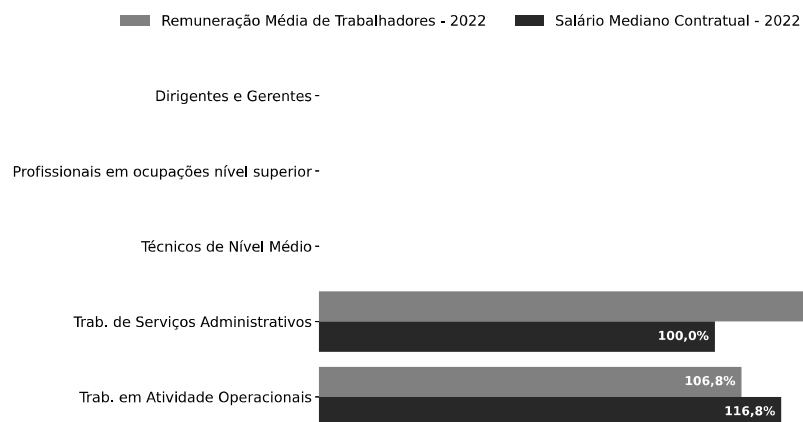 Remuneração Média de Trabalhadores - 2022 Salário Mediano Contratual - 2022
Dirigentes e Gerentes
Profissionais em ocupações nível superior
Técnicos de Nível Médio
Trab. de Serviços Administrativos
100,0%
106,8%
Trab. em Atividade Operacionais
116,8%